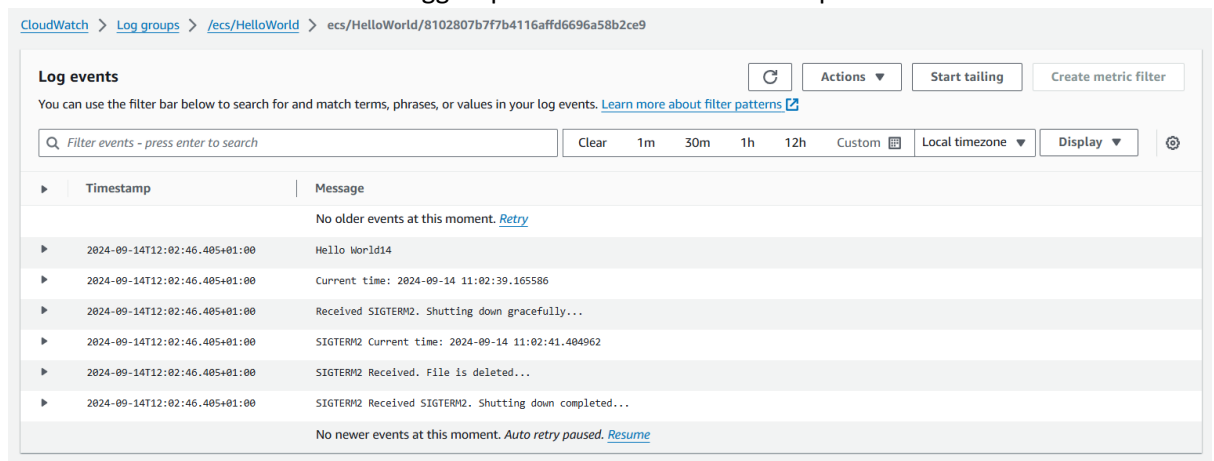 CloudWatch > Log groups > /ecs/HelloWorld > ecs/HelloWorld/8102807b7f7b4116affd6696a58b2ce9
Log events
Actions ▼ Start tailing Create metric filter
You can use the filter bar below to search for and match terms, phrases, or values in your log events. Learn more about filter patterns
Filter events - press enter to search Clear 1m 30m 1h 12h Custom Local timezone ▼ Display ▼
Timestamp Message
No older events at this moment. Retry
2024-09-14T12:02:46.405+01:00 Hello World14
2024-09-14T12:02:46.405+01:00 Current time: 2024-09-14 11:02:39.165586
2024-09-14T12:02:46.405+01:00 Received SIGTERM2. Shutting down gracefully...
2024-09-14T12:02:46.405+01:00 SIGTERM2 Current time: 2024-09-14 11:02:41.404962
2024-09-14T12:02:46.405+01:00 SIGTERM2 Received. File is deleted...
2024-09-14T12:02:46.405+01:00 SIGTERM2 Received SIGTERM2. Shutting down completed...
No newer events at this moment. Auto retry paused. Resume